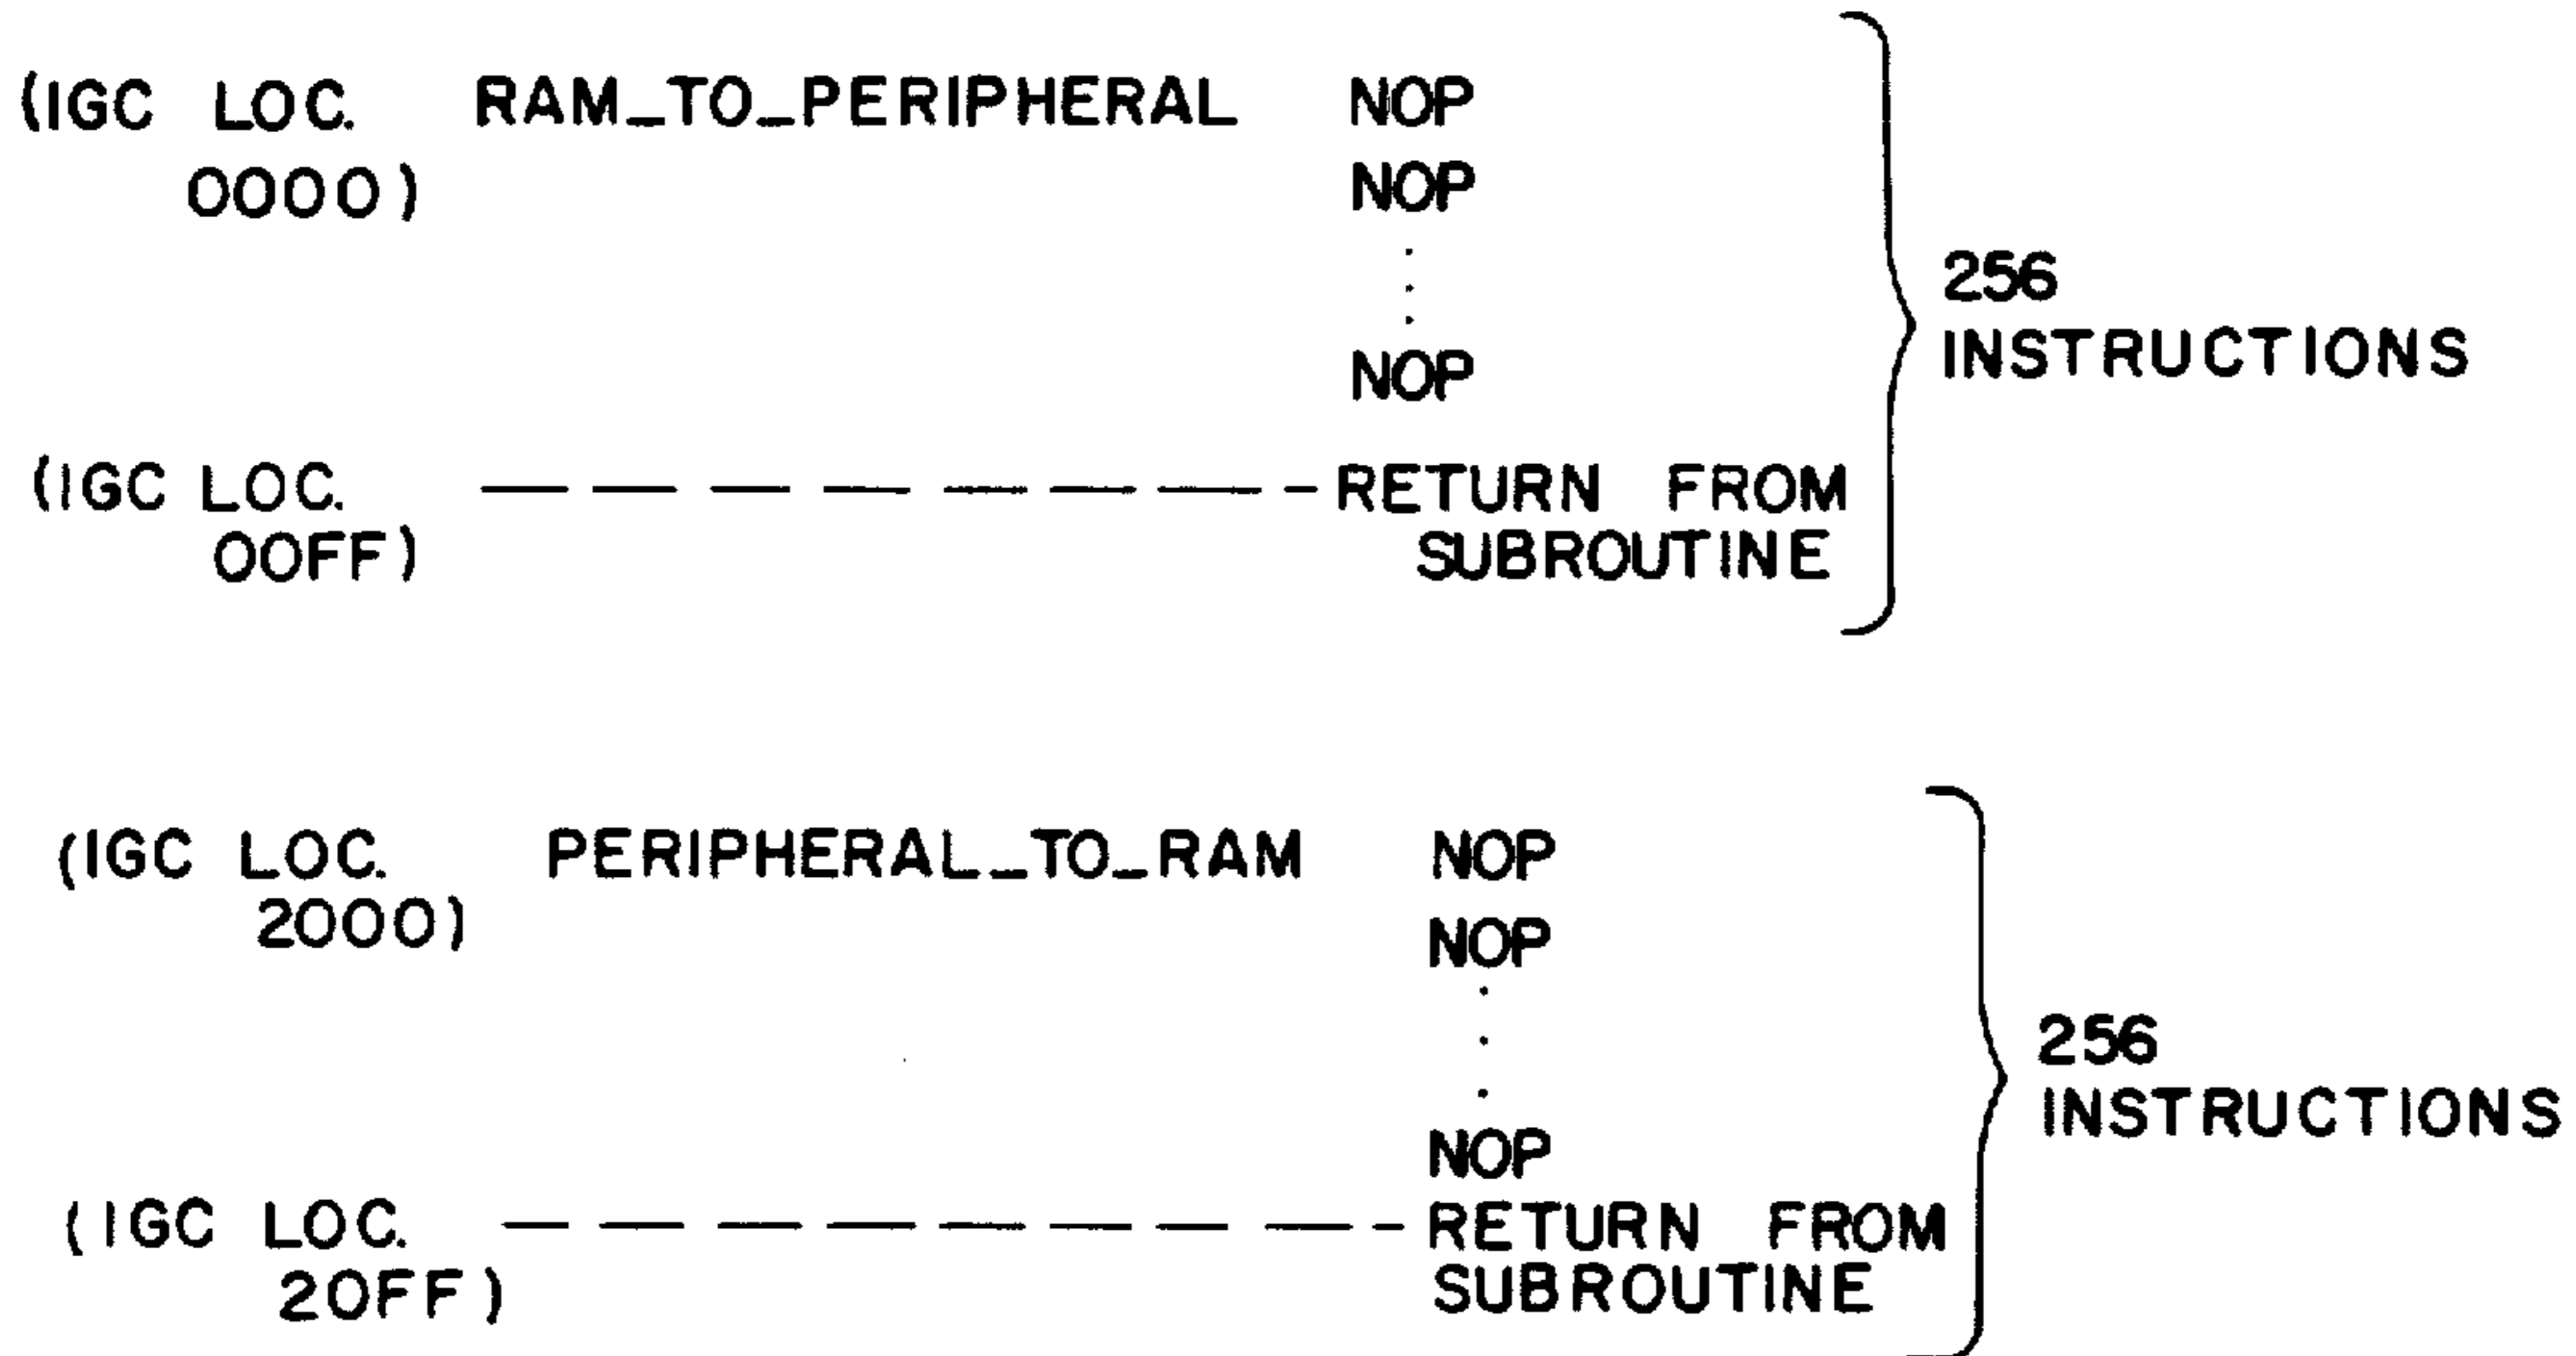 (IGC LOC. RAM_TO_PERIPHERAL NOP
0000) NOP
256
INSTRUCTIONS
NOP
(IGC LOC. RETURN FROM
00FF) SUBROUTINE
(IGC LOC. PERIPHERAL_TO_RAM NOP
2000) NOP
256
INSTRUCTIONS
NOP
(IGC LOC. RETURN FROM
20FF) SUBROUTINE